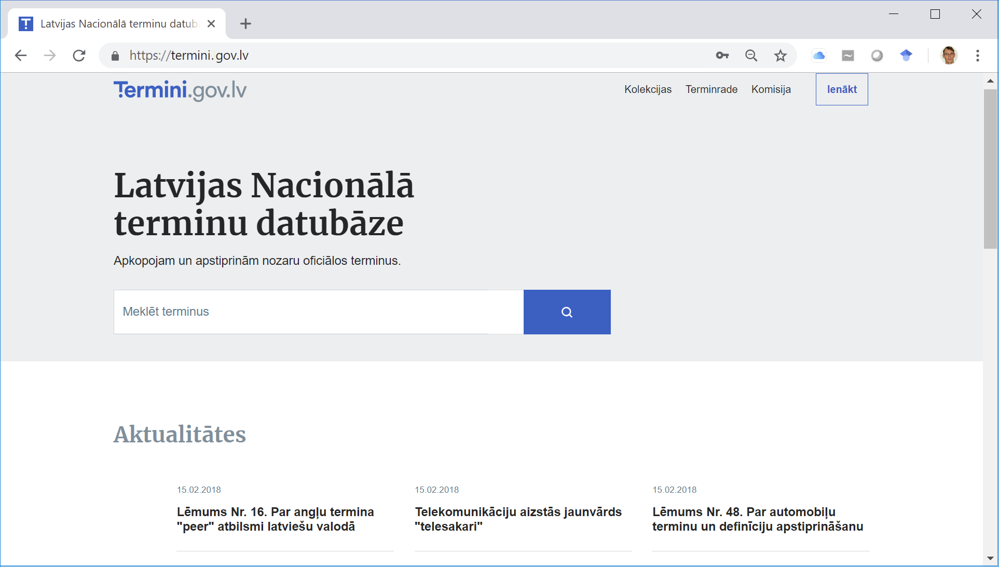 Latvijas Nacionālā terminu datub
https://termini.gov.lv
Termini.gov.lv
Kolekcijas Terminrade Komisija Ienākt
Latvijas Nacionālā
terminu datubāze
Apkopojam un apstiprinām nozaru oficiālos terminus.
Meklēt terminus
Aktualitātes
15.02.2018
Lēmums Nr. 16. Par angļu termina
"peer" atbilsmi latviešu valodā
15.02.2018
Telekomunikāciju aizstās jaunvārds
"telesakari"
15.02.2018
Lēmums Nr. 48. Par automobiļu
terminu un definīciju apstiprināšanu